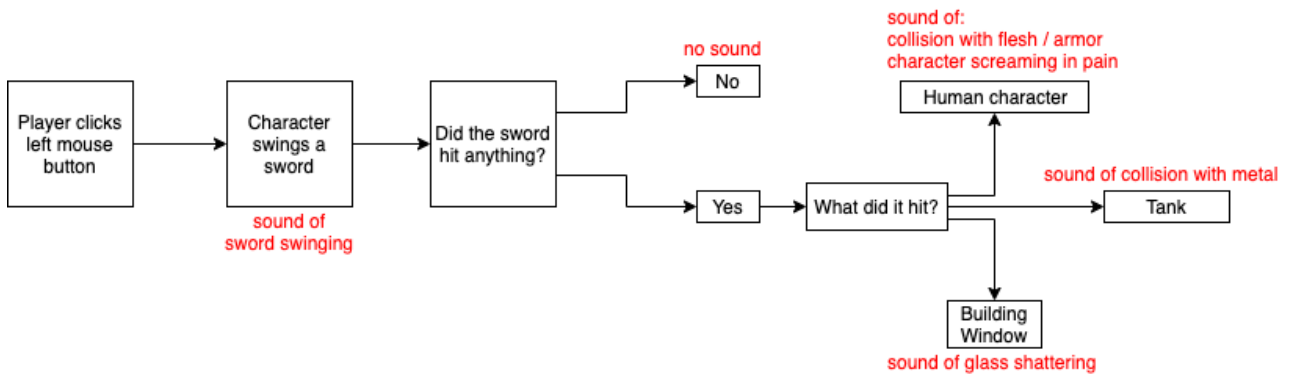 Player clicks
left mouse
button
Character
swings a
sword
sound of
sword swinging
Did the sword
hit anything?
no sound
No
Yes
What did it hit?
sound of:
collision with flesh / armor
character screaming in pain
Human character
sound of collision with metal
Tank
Building
Window
sound of glass shattering